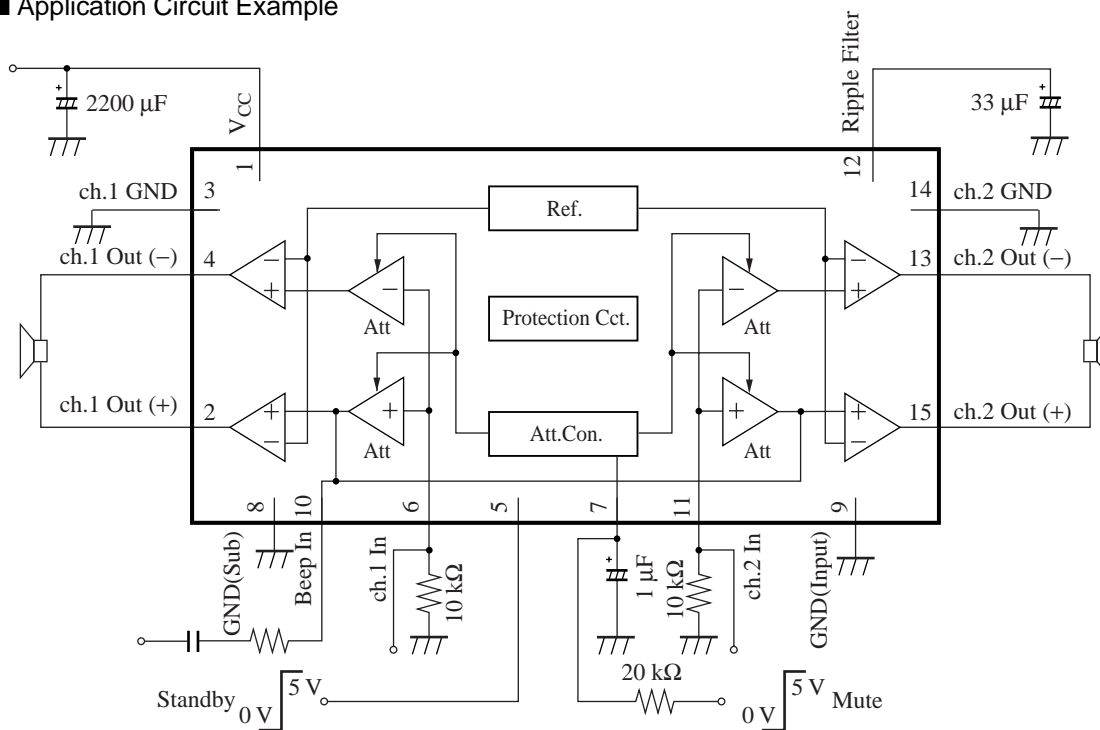 Application Circuit Example
2200 µF
VCC
1
Ripple Filter
12
33 µF
ch.1 GND
3
14
ch.2 GND
Ref.
ch.1 Out (−)
4
13
ch.2 Out (−)
−
+
−
−
−
+
Att
Protection Cct.
Att
ch.1 Out (+)
2
15
ch.2 Out (+)
+
−
+
+
+
−
Att
Att.Con.
Att
8
10
6
5
7
11
9
GND(Sub)
Beep In
ch.1 In
10 kΩ
1 µF
10 kΩ
ch.2 In
GND(Input)
+
+
+
20 kΩ
Standby
0 V
5 V
0 V
5 V
Mute